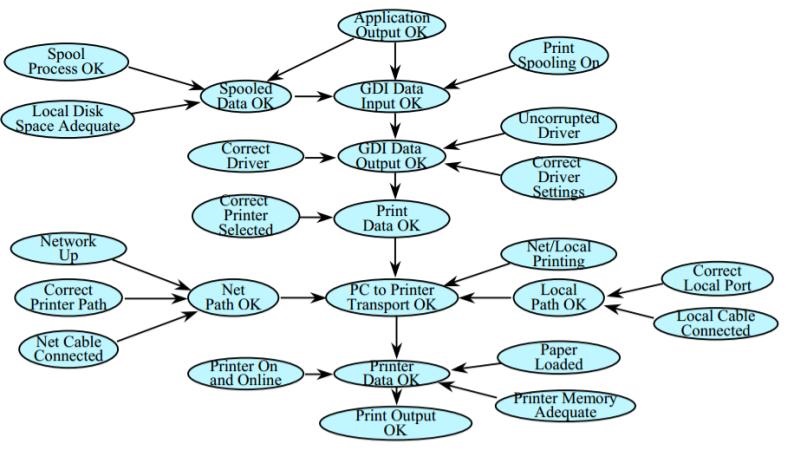 Application
Output OK
Spool
Process OK
Print
Spooling On
Spooled
Data OK
GDI Data
Input OK
Local Disk
Space Adequate
Uncorrupted
Driver
Correct
Driver
GDI Data
Output OK
Correct
Driver
Settings
Correct
Printer
Selected
Print
Data OK
Network
Up
Net/Local
Printing
Correct
Printer Path
Net
Path OK
PC to Printer
Transport OK
Local
Path OK
Correct
Local Port
Local Cable
Connected
Net Cable
Connected
Paper
Loaded
Printer On
and Online
Printer
Data OK
Printer Memory
Adequate
Print Output
OK